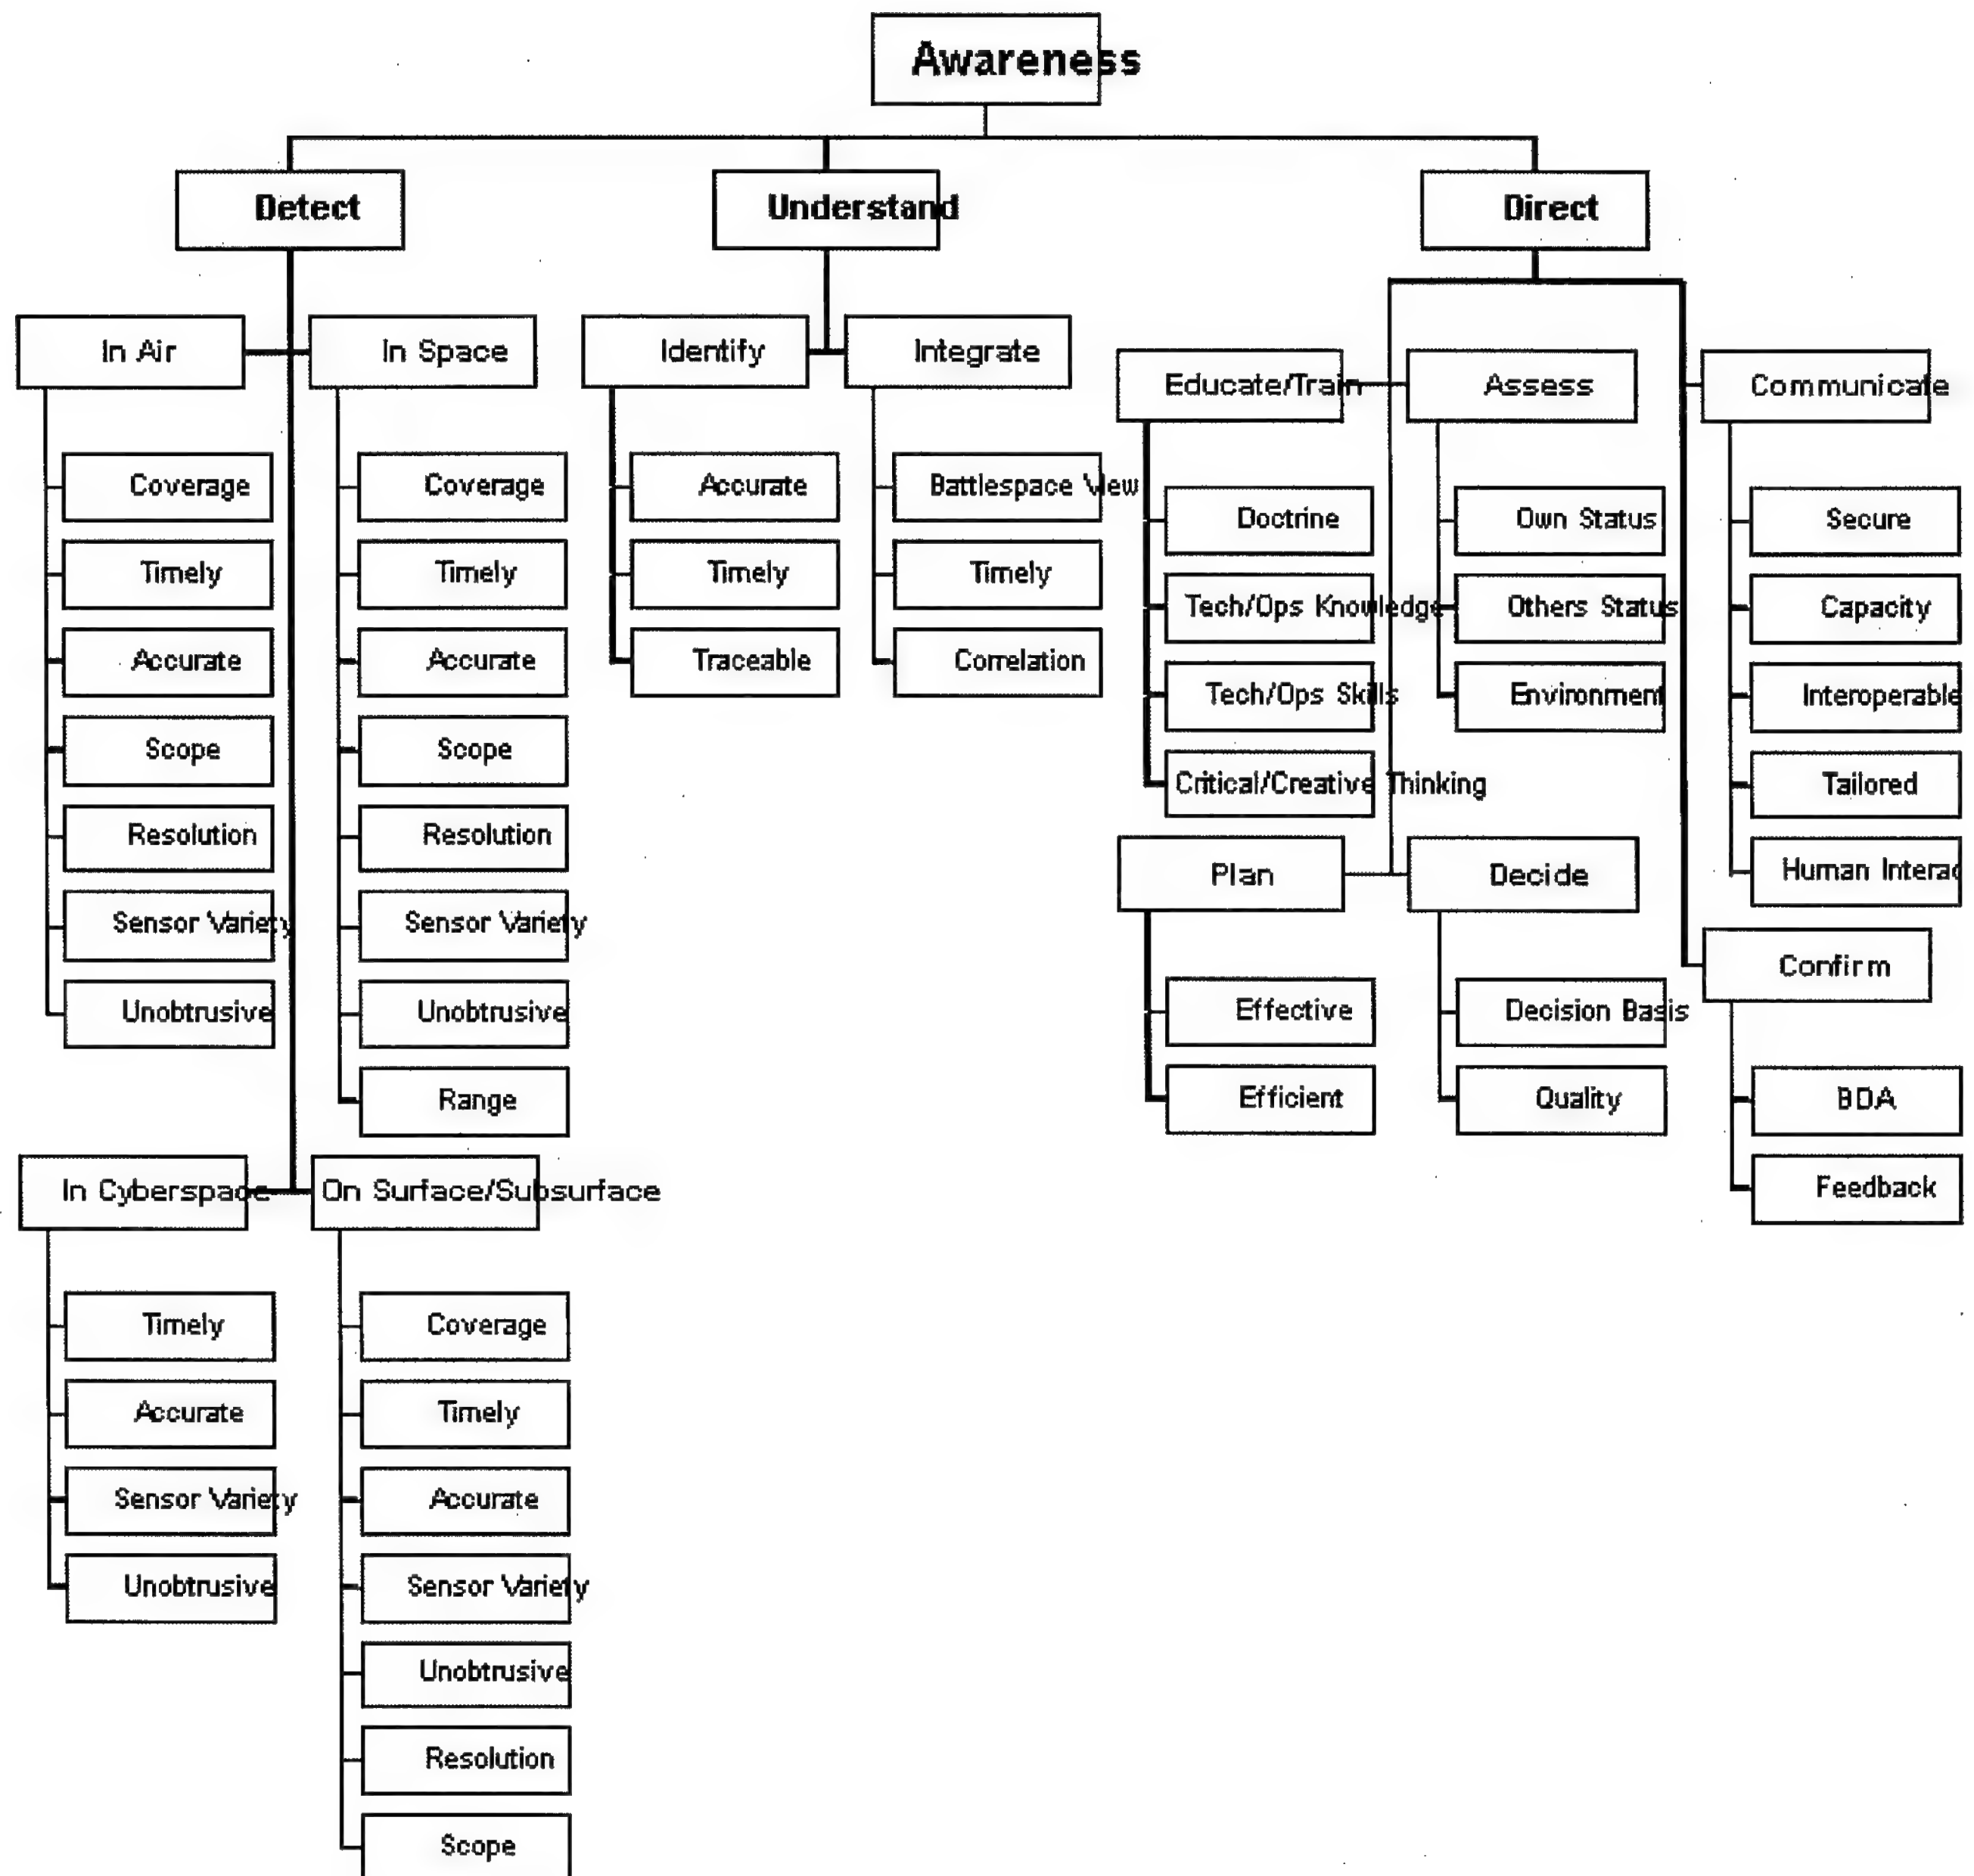 Awareness
Detect
Understand
Direct
In Air
In Space
Identify
Integrate
Educate/Train
Assess
Communicate
Coverage
Timely
Accurate
Scope
Resolution
Sensor Variety
Unobtrusive
Coverage
Timely
Accurate
Scope
Resolution
Sensor Variety
Unobtrusive
Range
Accurate
Timely
Traceable
Battlespace View
Timely
Correlation
Doctrine
Tech/Ops Knowledge
Tech/Ops Skills
Critical/Creative Thinking
Own Status
Others Status
Environment
Secure
Capacity
Interoperable
Tailored
Human Interac
Plan
Decide
Confirm
Effective
Efficient
Decision Basis
Quality
BDA
Feedback
In Cyberspace
On Surface/Subsurface
Timely
Accurate
Sensor Variety
Unobtrusive
Coverage
Timely
Accurate
Sensor Variety
Unobtrusive
Resolution
Scope